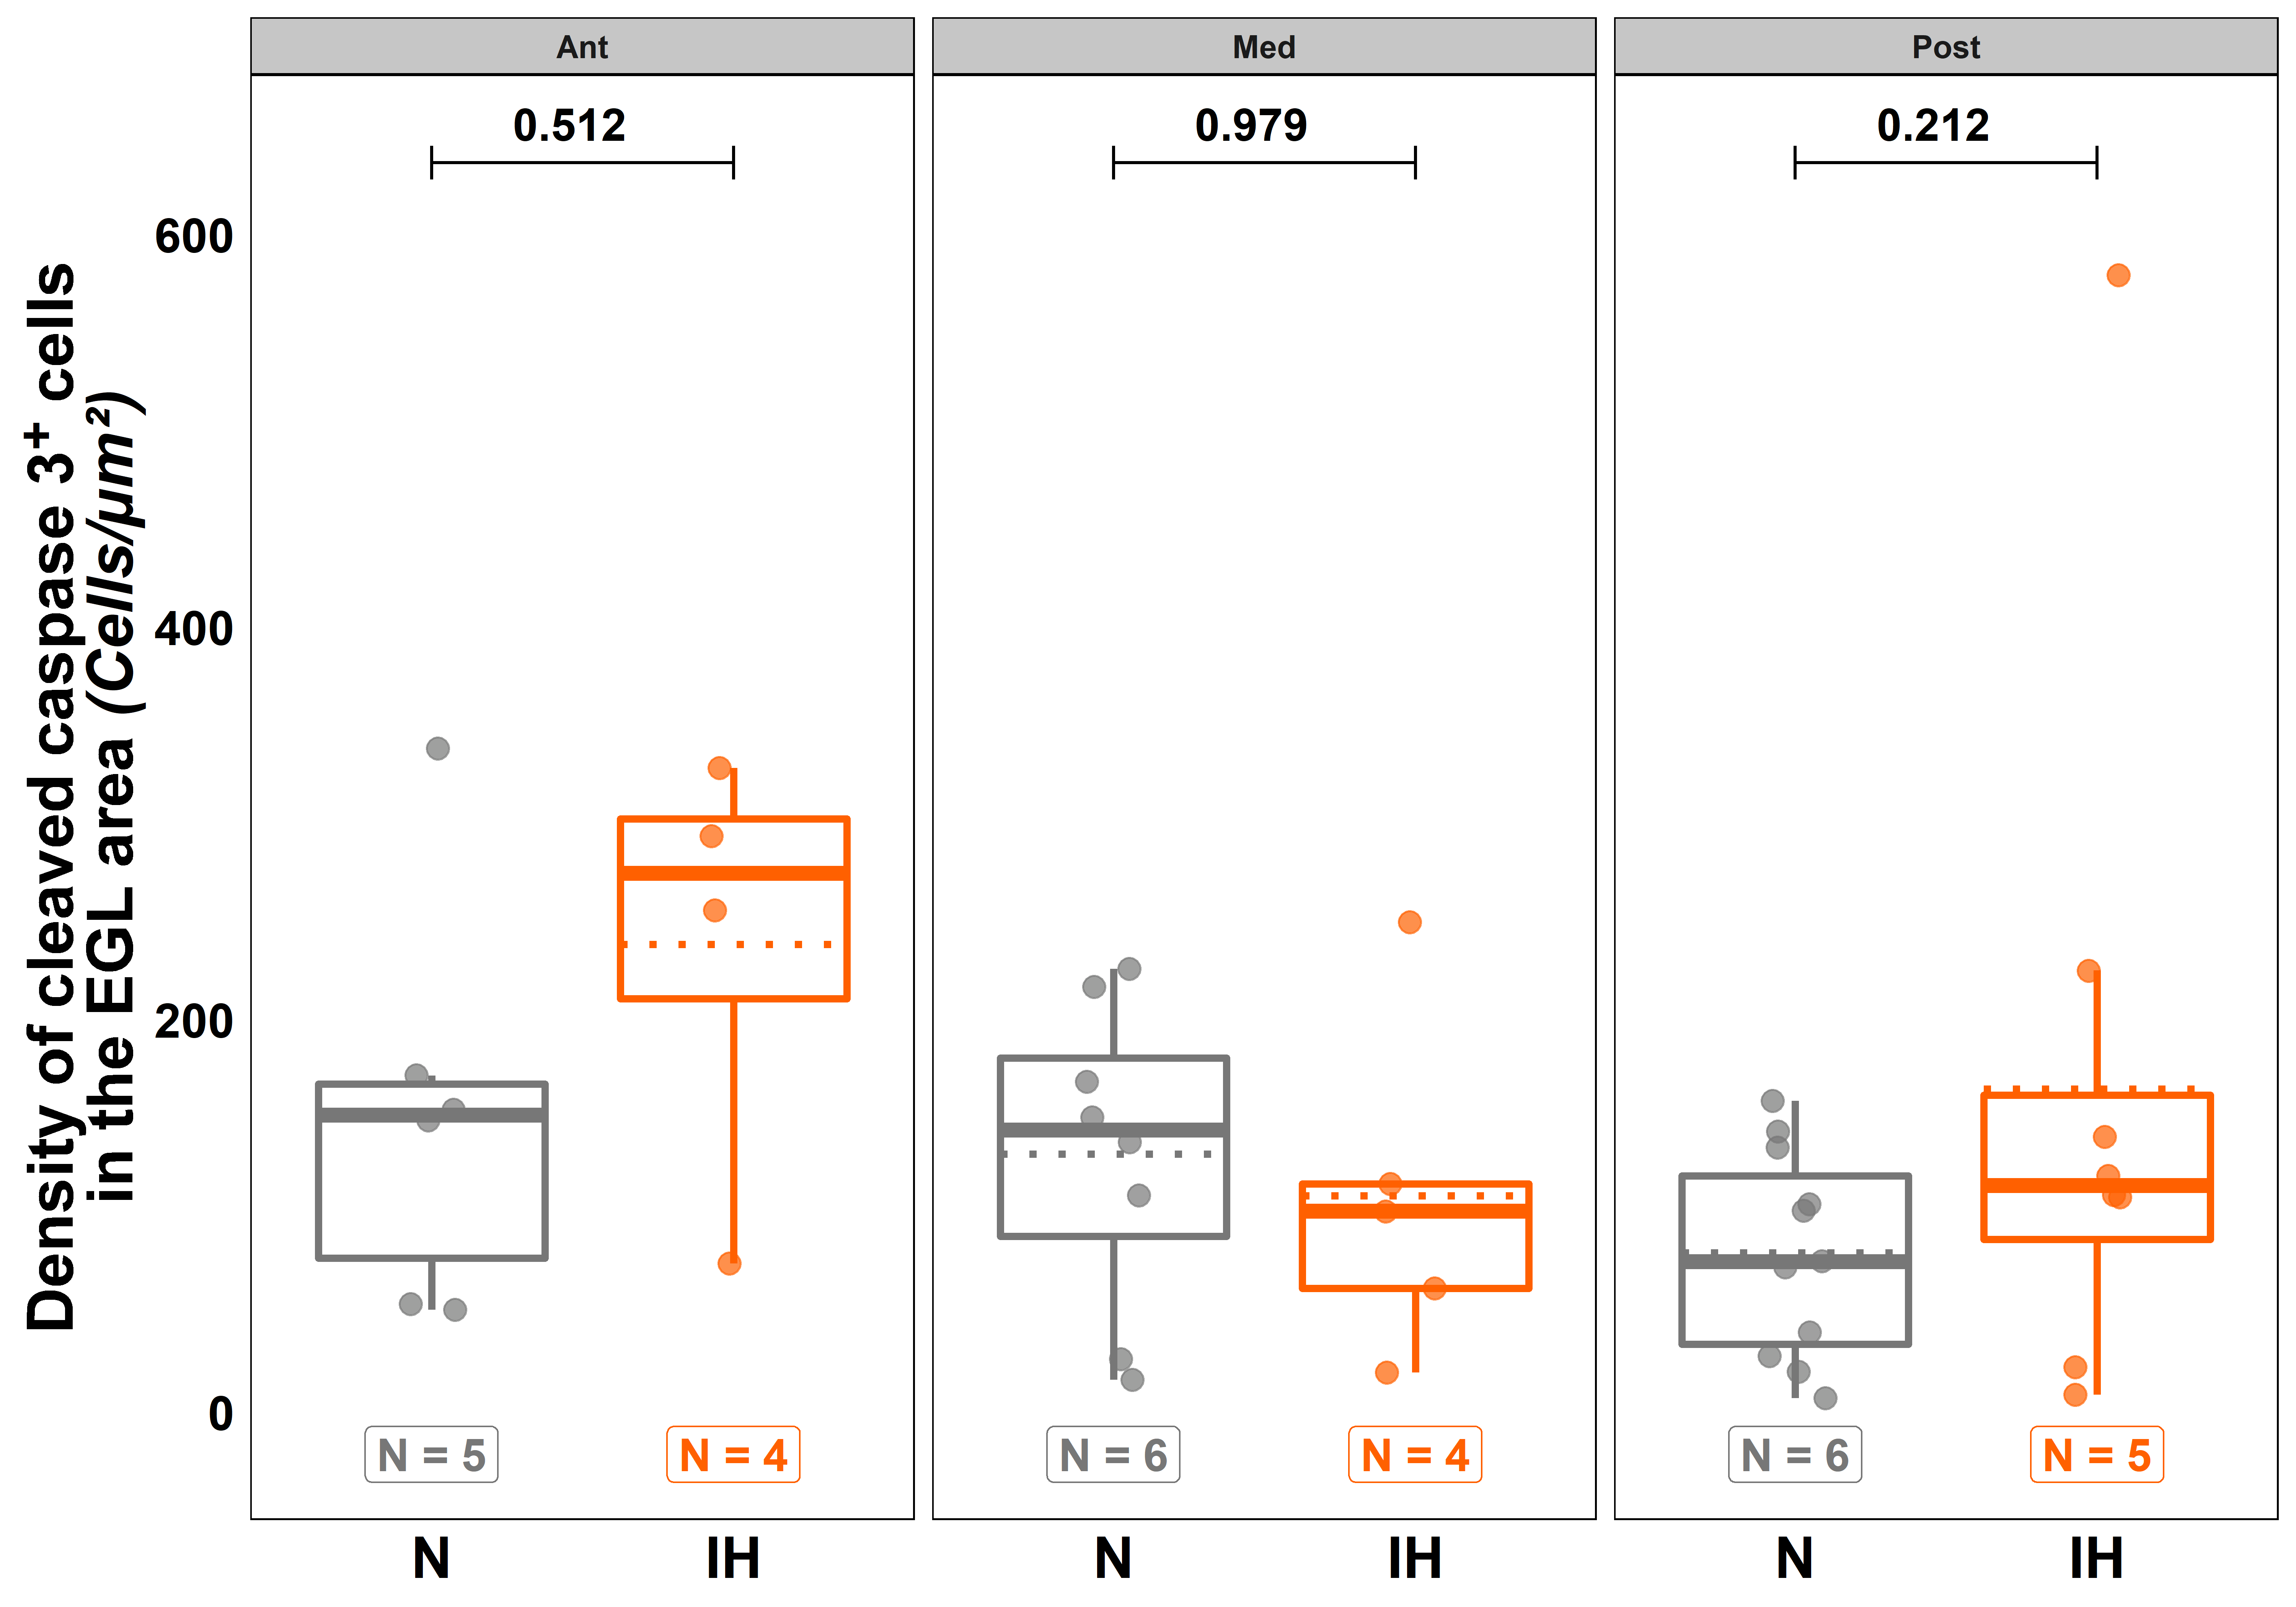 Density of cleaved caspase 3⁺ cells
in the EGL area (Cells/µm²)
600
400
200
0
Ant
0.512
N = 5
N = 4
N
IH
Med
0.979
N = 6
N = 4
N
IH
Post
0.212
N = 6
N = 5
N
IH